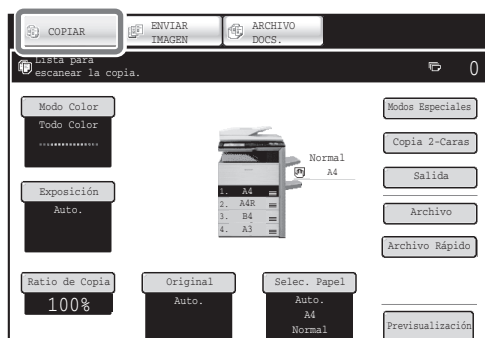 COPIAR
ENVIAR
IMAGEN
ARCHIVO
DOCS.
Lista para
escanear la copia.
0
Modo Color
Todo Color
Exposición
Auto.
Ratio de Copia
100%
Original
Auto.
Selec. Papel
Auto.
A4
Normal
1. A4
2. A4R
3. B4
4. A3
Normal
A4
Modos Especiales
Copia 2-Caras
Salida
Archivo
Archivo Rápido
Previsualización